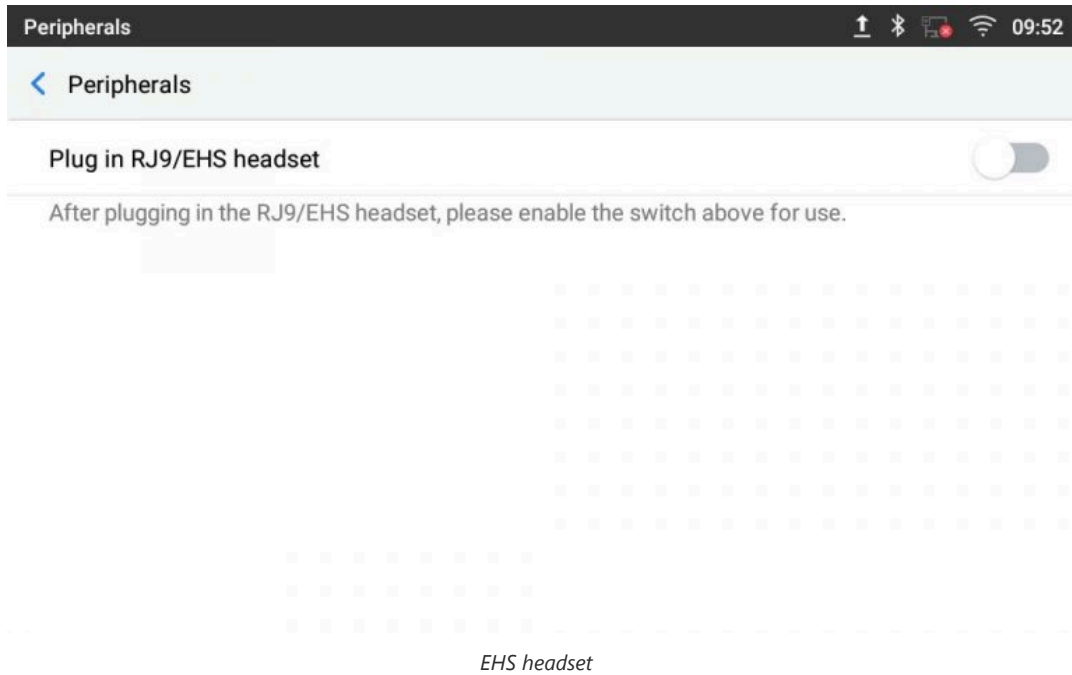 Peripherals 09:52
Peripherals
Plug in RJ9/EHS headset
After plugging in the RJ9/EHS headset, please enable the switch above for use.
EHS headset